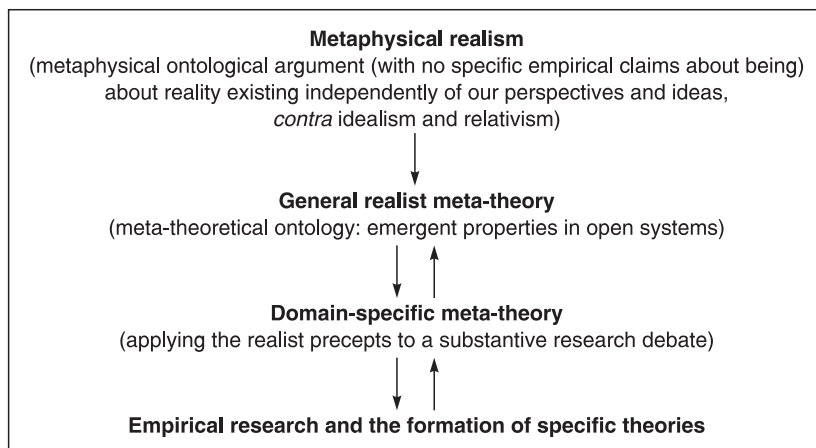 Metaphysical realism
(metaphysical ontological argument (with no specific empirical claims about being)
about reality existing independently of our perspectives and ideas,
contra idealism and relativism)
General realist meta-theory
(meta-theoretical ontology: emergent properties in open systems)
Domain-specific meta-theory
(applying the realist precepts to a substantive research debate)
Empirical research and the formation of specific theories